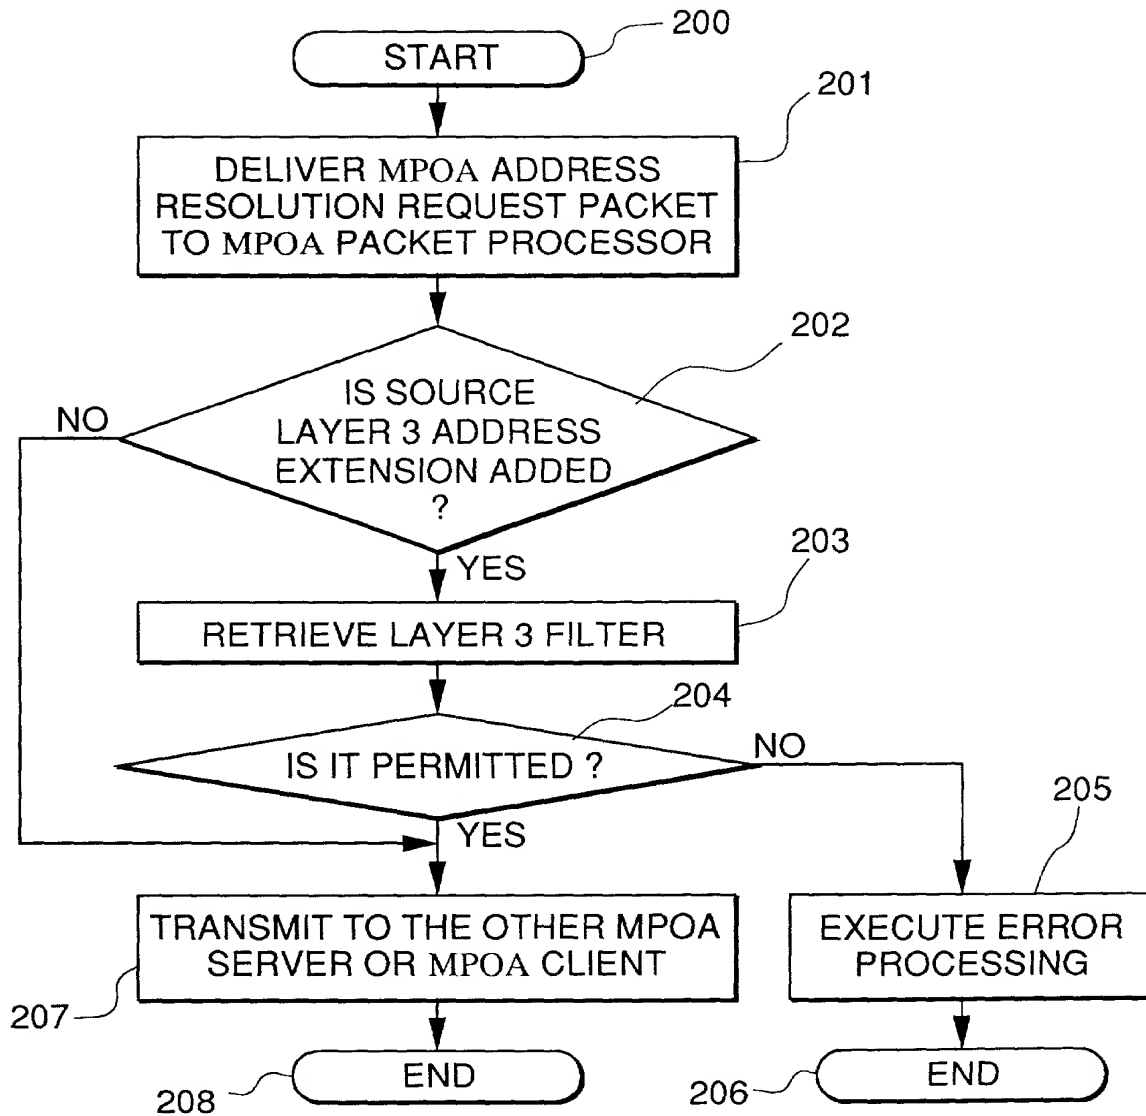 START
200
201
DELIVER MPOA ADDRESS
RESOLUTION REQUEST PACKET
TO MPOA PACKET PROCESSOR
202
IS SOURCE
LAYER 3 ADDRESS
EXTENSION ADDED
?
NO
YES
203
RETRIEVE LAYER 3 FILTER
204
IS IT PERMITTED ?
NO
YES
205
TRANSMIT TO THE OTHER MPOA
SERVER OR MPOA CLIENT
207
EXECUTE ERROR
PROCESSING
END
208
END
206